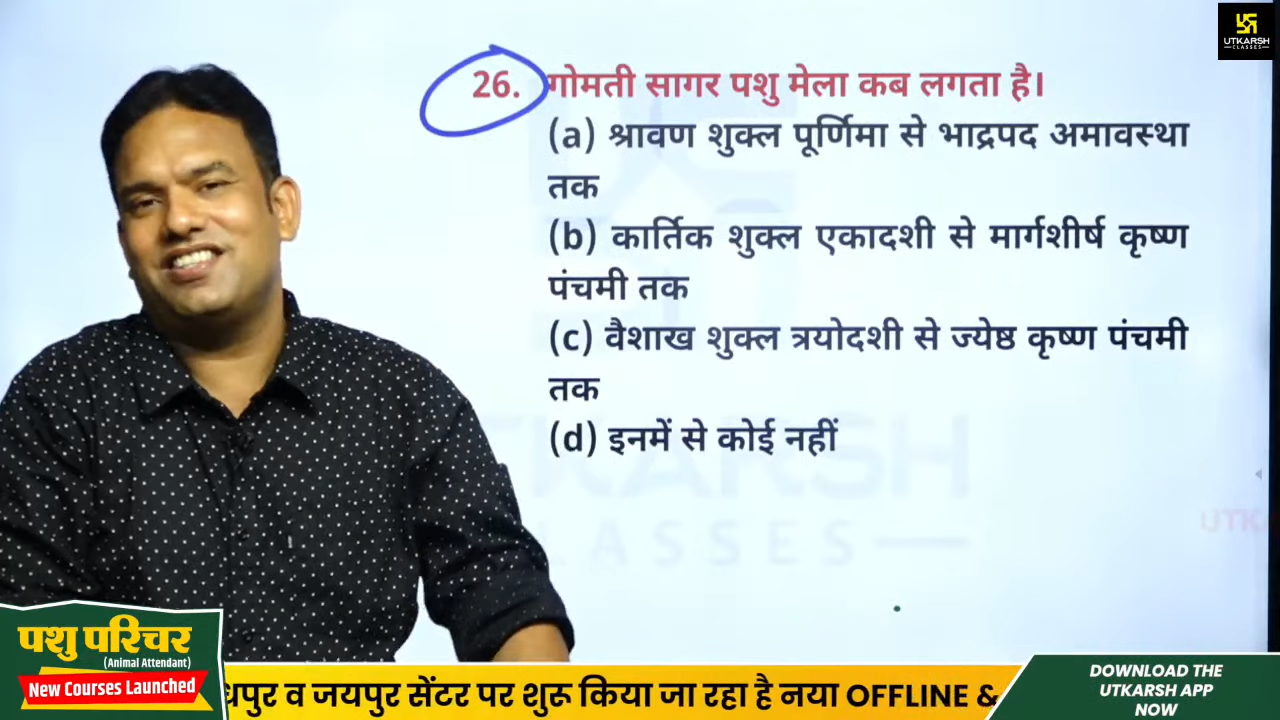 UTKARSH
CLASSES
26. गोमती सागर पशु मेला कब लगता है।
(a) श्रावण शुक्ल पूर्णिमा से भाद्रपद अमावस्था
तक
(b) कार्तिक शुक्ल एकादशी से मार्गशीर्ष कृष्ण
पंचमी तक
(c) वैशाख शुक्ल त्रयोदशी से ज्येष्ठ कृष्ण पंचमी
तक
(d) इनमें से कोई नहीं
UTKARSH
CLASSES
पशु परिचर
(Animal Attendant)
New Courses Launched
व जयपुर सेंटर पर शुरू किया जा रहा है नया OFFLINE &
DOWNLOAD THE
UTKARSH APP
NOW